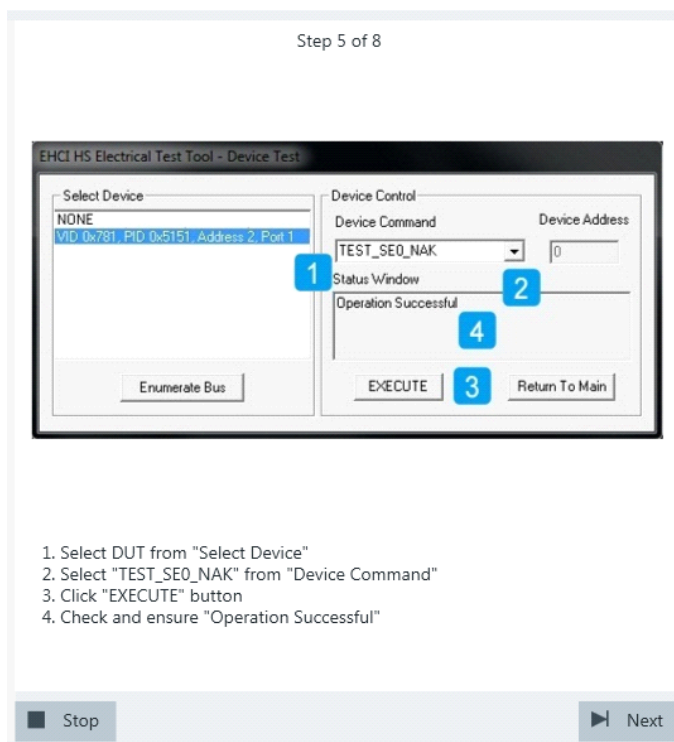 Step 5 of 8
EHCI HS Electrical Test Tool - Device Test
Select Device
NONE
VID 0x781, PID 0x5151, Address 2, Port 1
Enumerate Bus
Device Control
Device Command
Device Address
TEST_SE0_NAK
0
1
Status Window
2
Operation Successful
4
EXECUTE
3
Return To Main
1. Select DUT from "Select Device"
2. Select "TEST_SE0_NAK" from "Device Command"
3. Click "EXECUTE" button
4. Check and ensure "Operation Successful"
Stop
Next